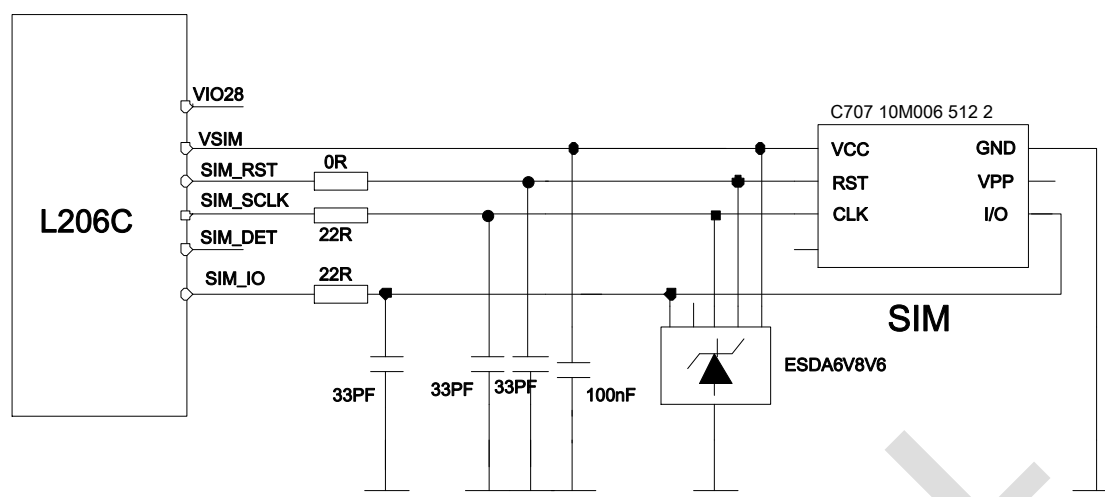 C707 10M006 512 2
VIO28
VSIM
SIM_RST
0R
SIM_SCLK
22R
SIM_DET
SIM_IO
22R
L206C
VCC
GND
RST
VPP
CLK
I/O
SIM
ESDA6V8V6
33PF
33PF
33PF
100nF